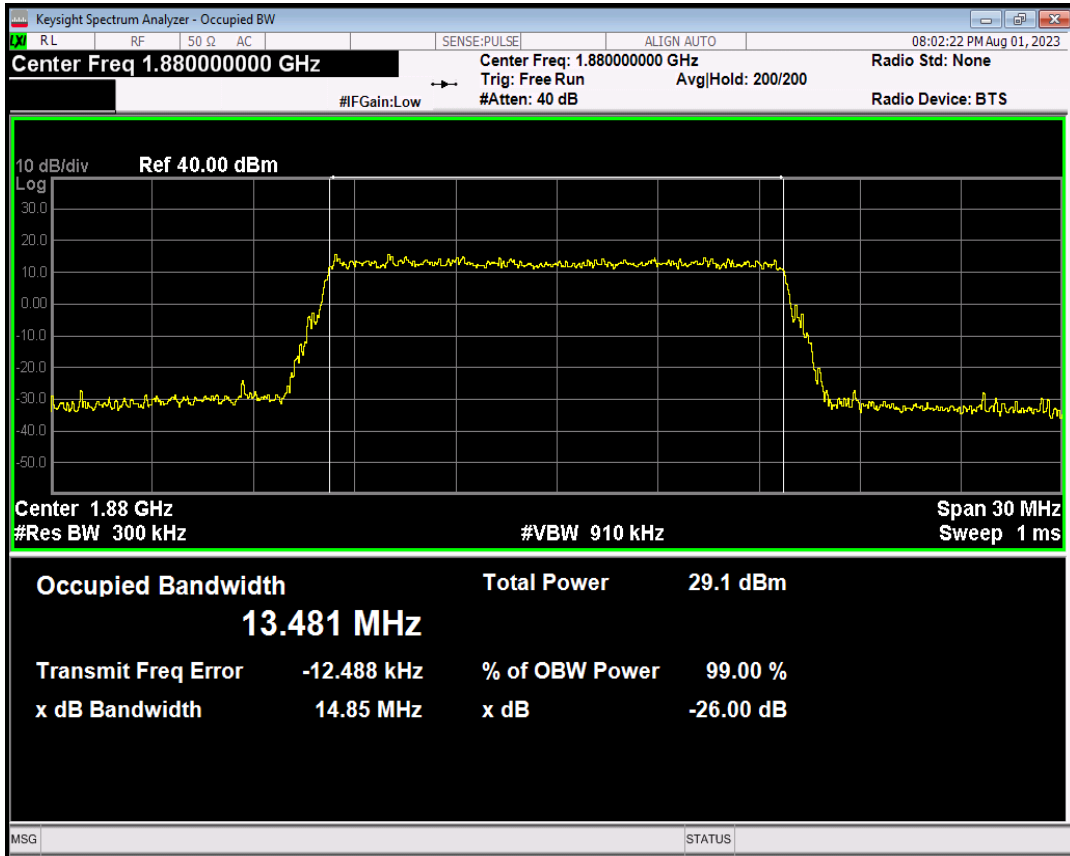 Keysight Spectrum Analyzer - Occupied BW
LXI RL RF 50 Ω AC SENSE:PULSE ALIGN AUTO 08:02:22 PM Aug 01, 2023
Center Freq 1.880000000 GHz Center Freq: 1.880000000 GHz Radio Std: None
Trig: Free Run Avg|Hold: 200/200
#IFGain:Low #Atten: 40 dB Radio Device: BTS
10 dB/div Ref 40.00 dBm
Log
30.0
20.0
10.0
0.00
-10.0
-20.0
-30.0
-40.0
-50.0
Center 1.88 GHz Span 30 MHz
#Res BW 300 kHz #VBW 910 kHz Sweep 1 ms
Occupied Bandwidth Total Power 29.1 dBm
13.481 MHz
Transmit Freq Error -12.488 kHz % of OBW Power 99.00 %
x dB Bandwidth 14.85 MHz x dB -26.00 dB
MSG STATUS